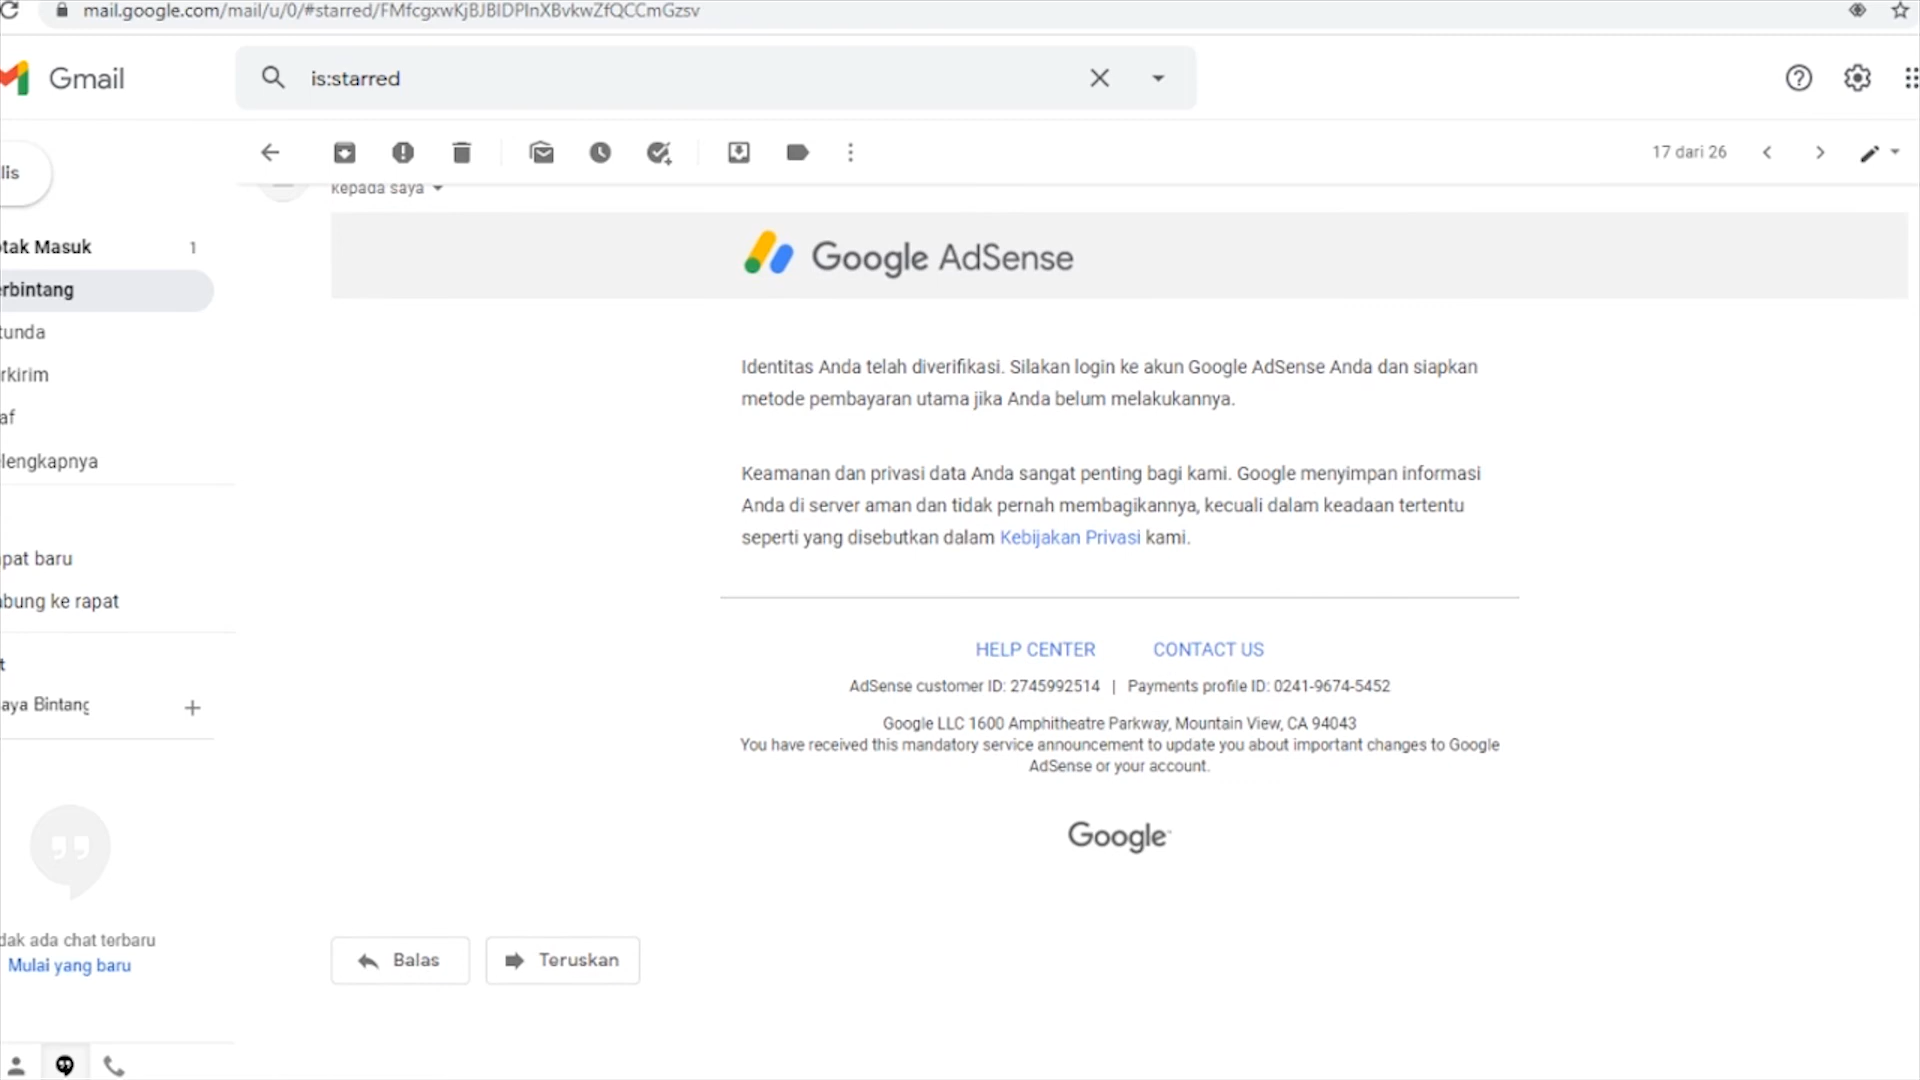 mail.google.com/mail/u/0/#starred/FMfcgxwKjBJBIDPlnXBvkwZfQCCmGzsv
Gmail
is:starred
lis
17 dari 26
kepada saya
otak Masuk 1
erbintang
tunda
rkirim
af
elengkapnya
apat baru
abung ke rapat
t
aya Bintang
dak ada chat terbaru
Mulai yang baru
Google AdSense
Identitas Anda telah diverifikasi. Silakan login ke akun Google AdSense Anda dan siapkan
metode pembayaran utama jika Anda belum melakukannya.
Keamanan dan privasi data Anda sangat penting bagi kami. Google menyimpan informasi
Anda di server aman dan tidak pernah membagikannya, kecuali dalam keadaan tertentu
seperti yang disebutkan dalam Kebijakan Privasi kami.
HELP CENTER CONTACT US
AdSense customer ID: 2745992514 | Payments profile ID: 0241-9674-5452
Google LLC 1600 Amphitheatre Parkway, Mountain View, CA 94043
You have received this mandatory service announcement to update you about important changes to Google
AdSense or your account.
Google
Balas
Teruskan